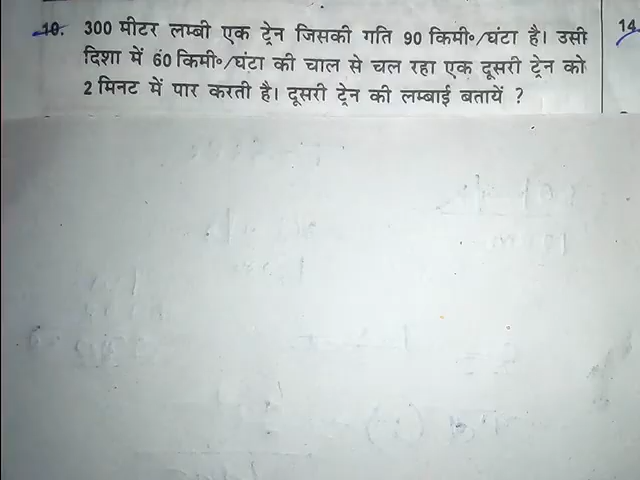 10. 300 मीटर लम्बी एक ट्रेन जिसकी गति 90 किमी०/घंटा है। उसी
दिशा में 60 किमी०/घंटा की चाल से चल रहा एक दूसरी ट्रेन को
2 मिनट में पार करती है। दूसरी ट्रेन की लम्बाई बतायें ?
14